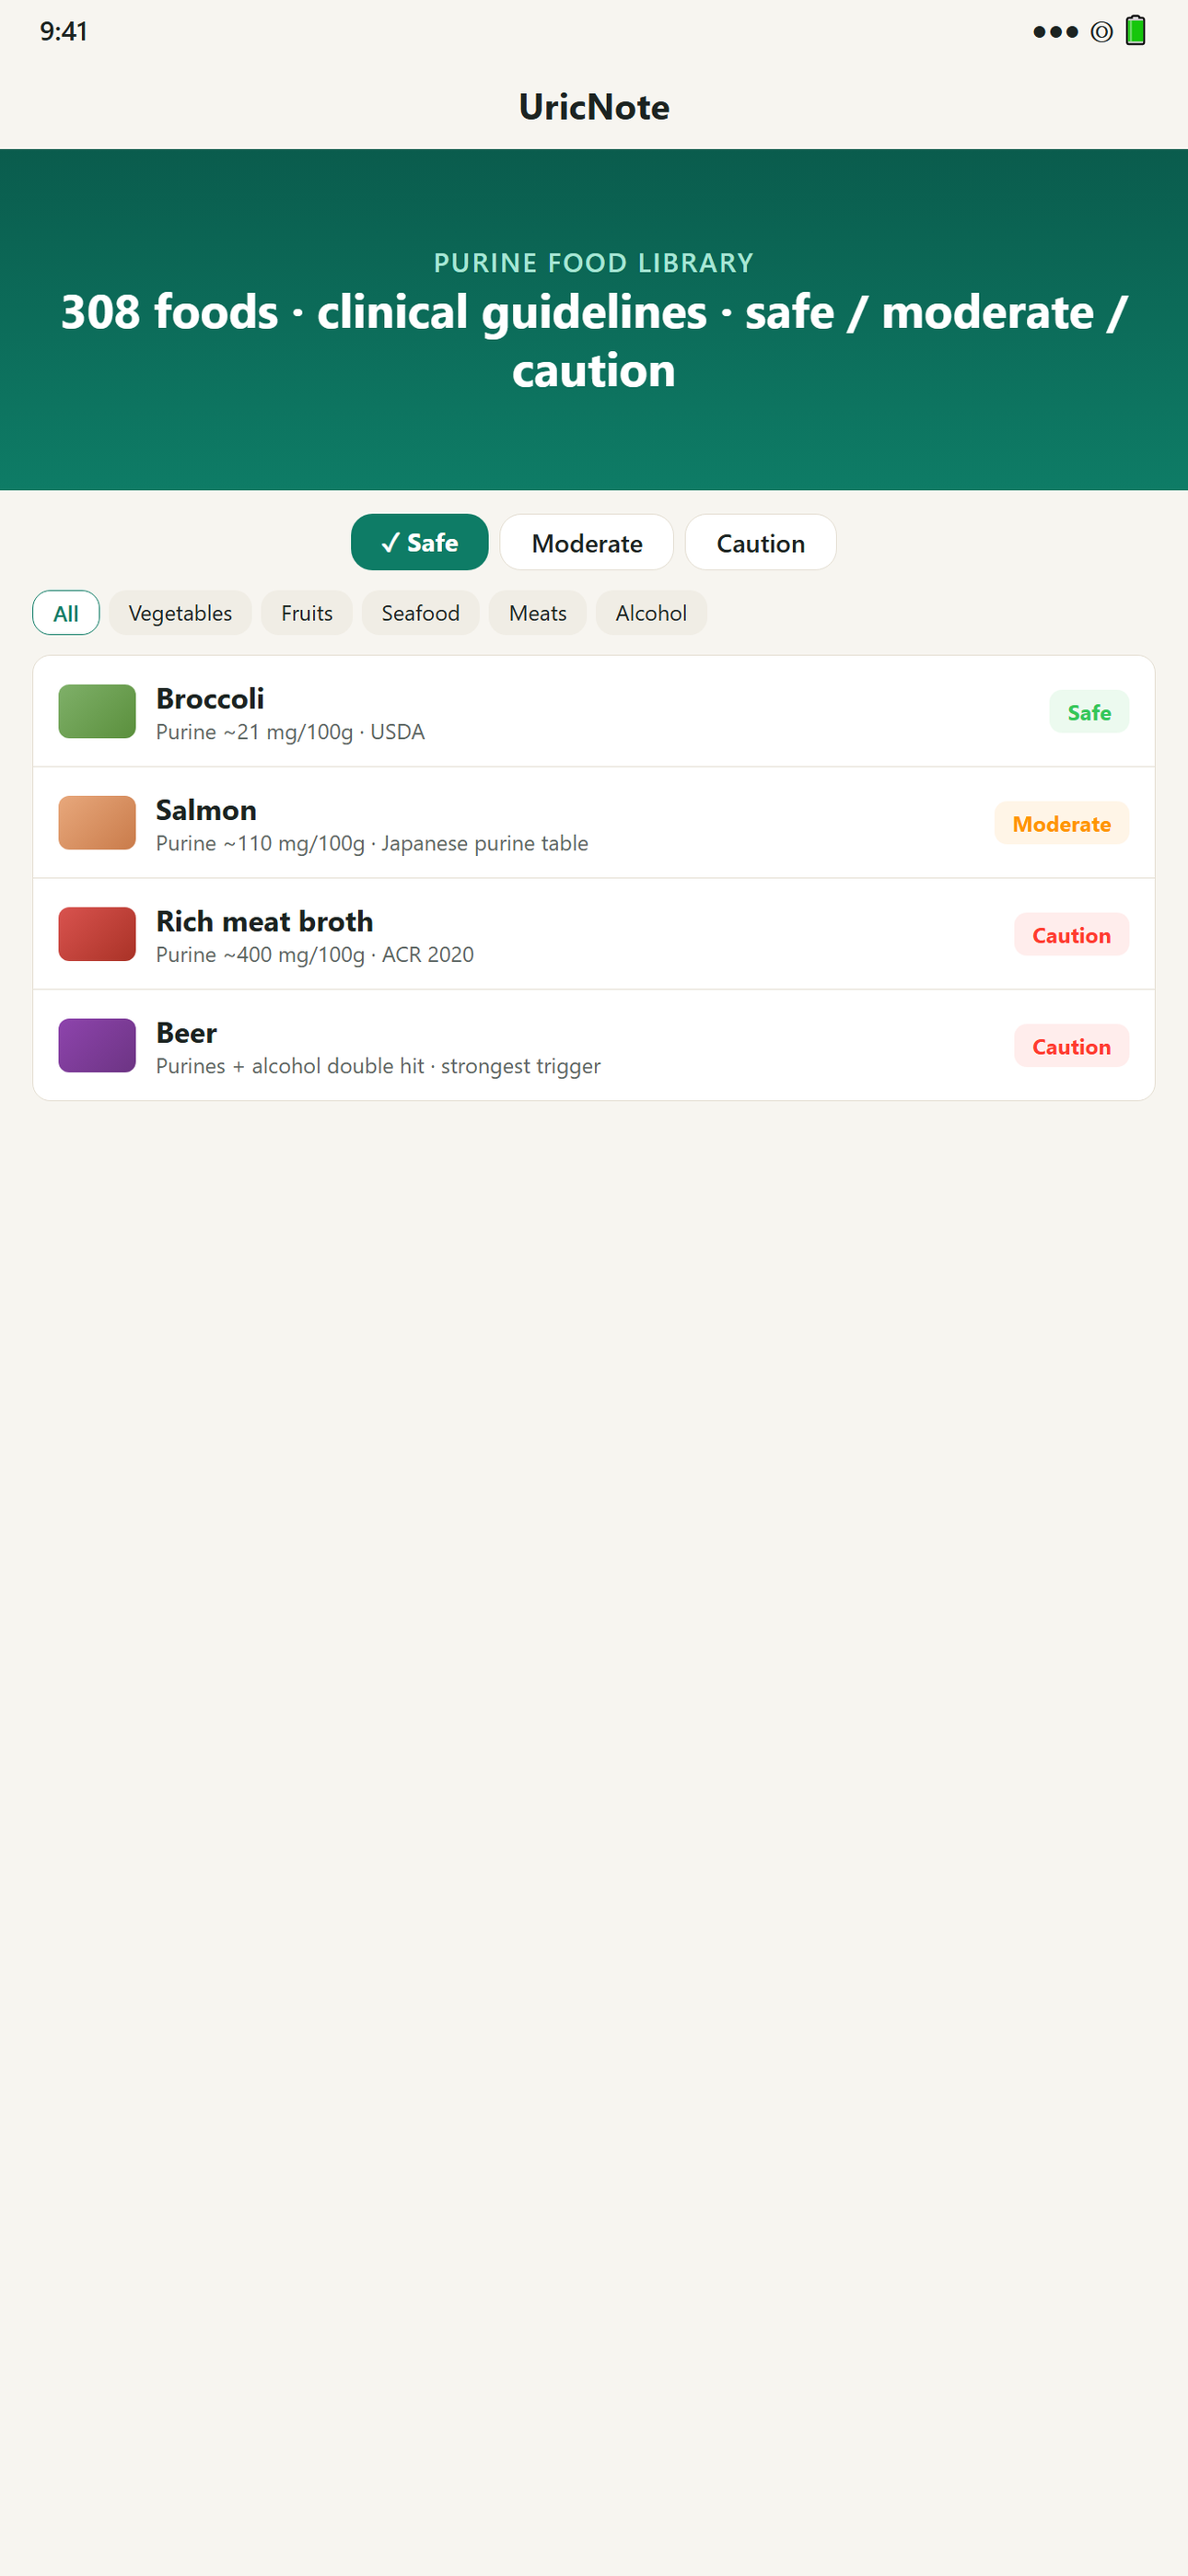 9:41
UricNote
PURINE FOOD LIBRARY
308 foods · clinical guidelines · safe / moderate /
caution
✓ Safe
Moderate
Caution
All
Vegetables
Fruits
Seafood
Meats
Alcohol
Broccoli
Purine ~21 mg/100g · USDA
Safe
Salmon
Purine ~110 mg/100g · Japanese purine table
Moderate
Rich meat broth
Purine ~400 mg/100g · ACR 2020
Caution
Beer
Purines + alcohol double hit · strongest trigger
Caution